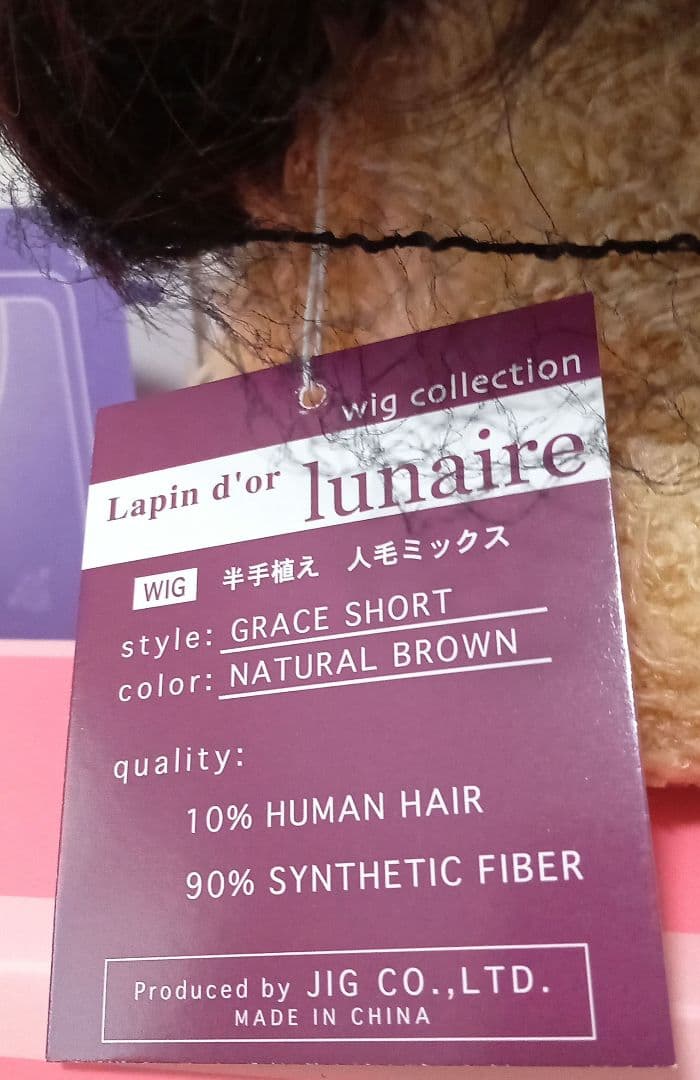 wig collection
Lapin d'or lunaire
WIG 半手植え 人毛ミックス
style: GRACE SHORT
color: NATURAL BROWN
quality:
10% HUMAN HAIR
90% SYNTHETIC FIBER
Produced by JIG CO.,LTD.
MADE IN CHINA